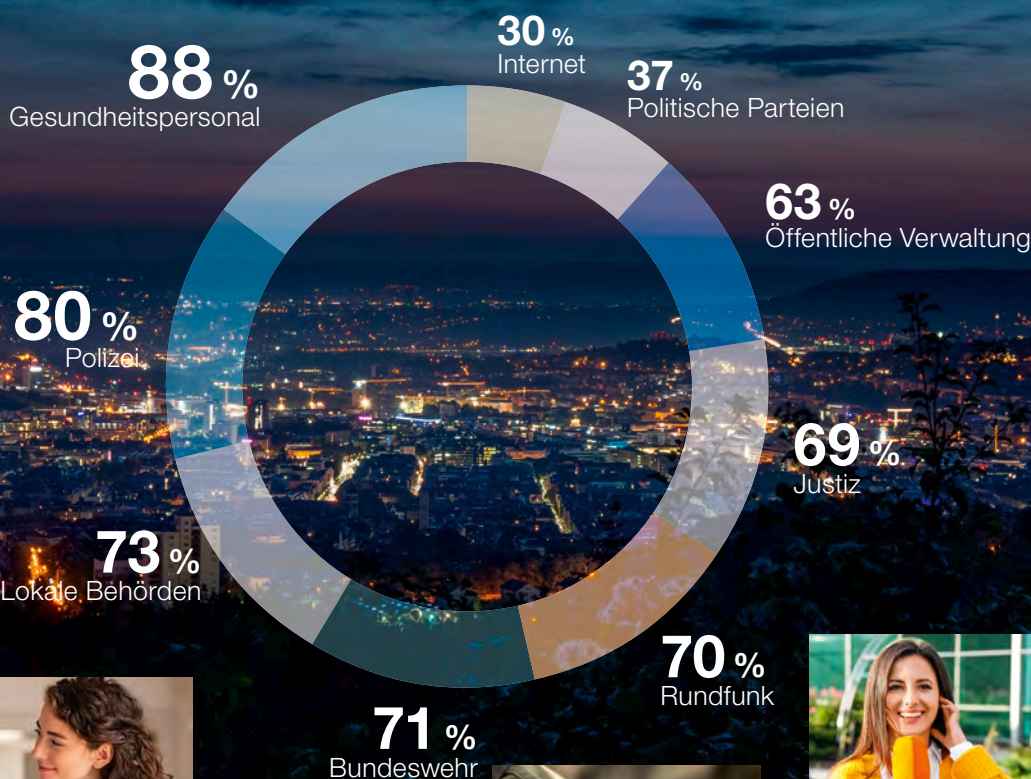 30 %
Internet
37 %
Politische Parteien
63 %
Öffentliche Verwaltung
69 %
Justiz
70 %
Rundfunk
71 %
Bundeswehr
73 %
Lokale Behörden
80 %
Polizei
88 %
Gesundheitspersonal